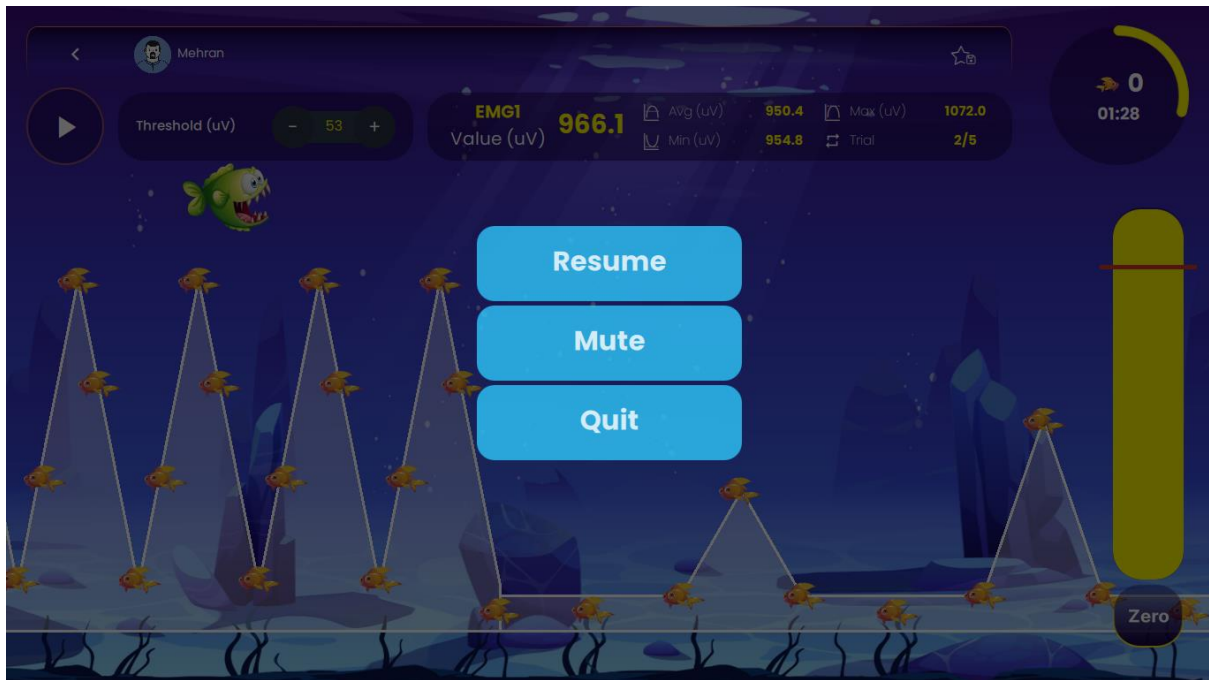 Mehran
0
01:28
Threshold (uV) - 53 +
EMG1
Value (uV)
966.1
Avg (uV) 950.4 Max (uV) 1072.0
Min (uV) 954.8 Trial 2/5
Resume
Mute
Quit
Zero